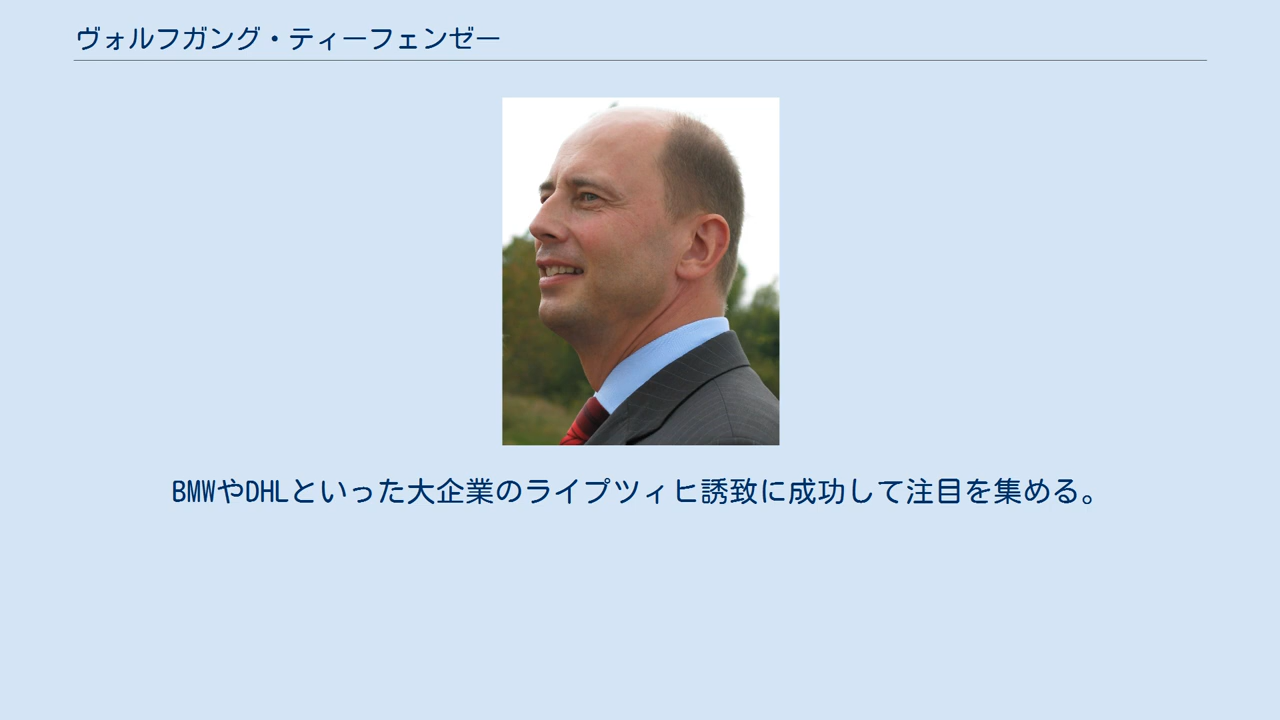 ヴォルフガング・ティーフェンゼー
BMWやDHLといった大企業のライプツィヒ誘致に成功して注目を集める。